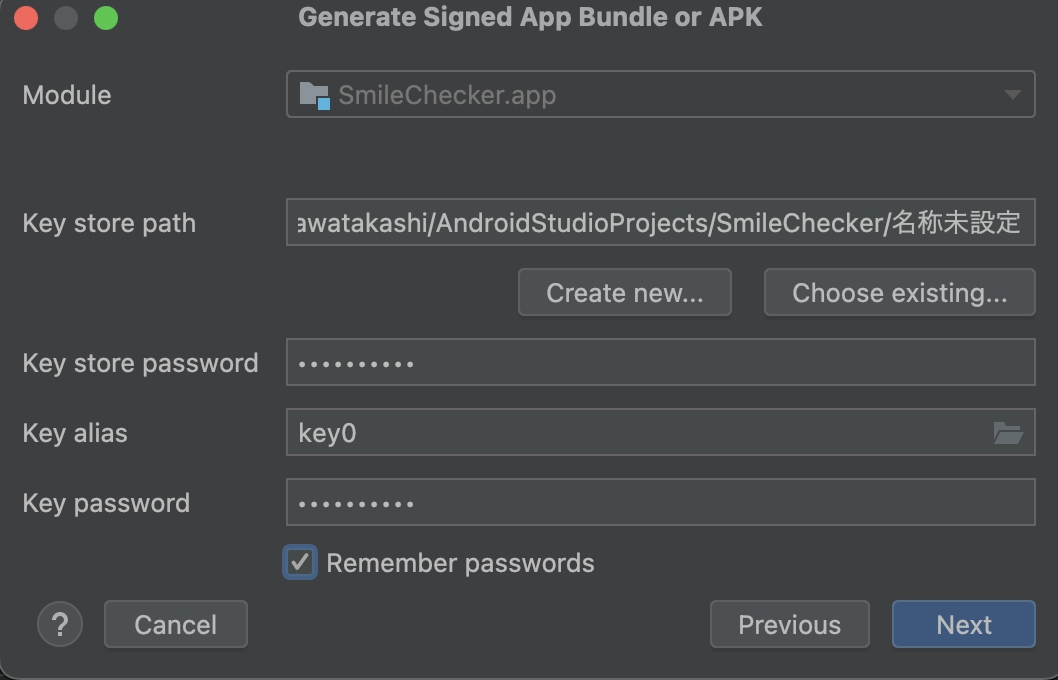 Generate Signed App Bundle or APK
Module SmileChecker.app
Key store path awatakashi/AndroidStudioProjects/SmileChecker/名称未設定
Create new... Choose existing...
Key store password ••••••••••
Key alias key0
Key password ••••••••••
Remember passwords
? Cancel Previous Next